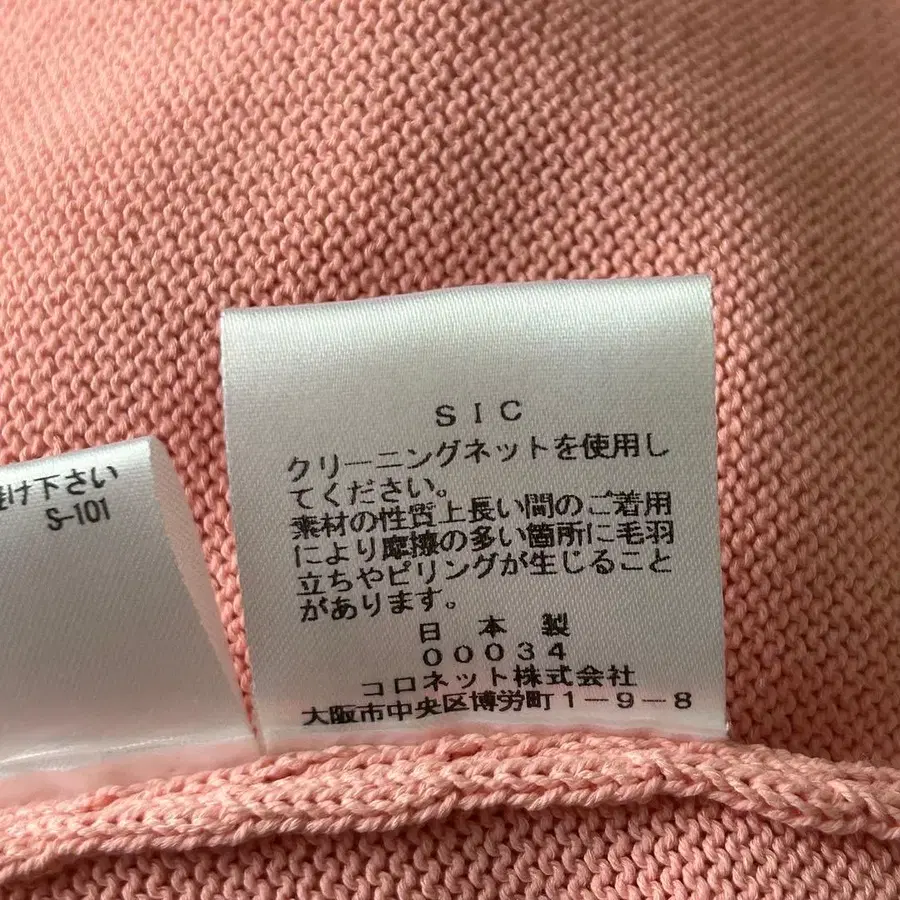 SIC
クリーニングネットを使用し
てください。
素材の性質上長い間のご着用
により摩擦の多い箇所に毛羽
立ちやピリングが生じること
があります。
日本製
00034
コロネット株式会社
大阪市中央区博労町1-9-8
け下さい
S-101